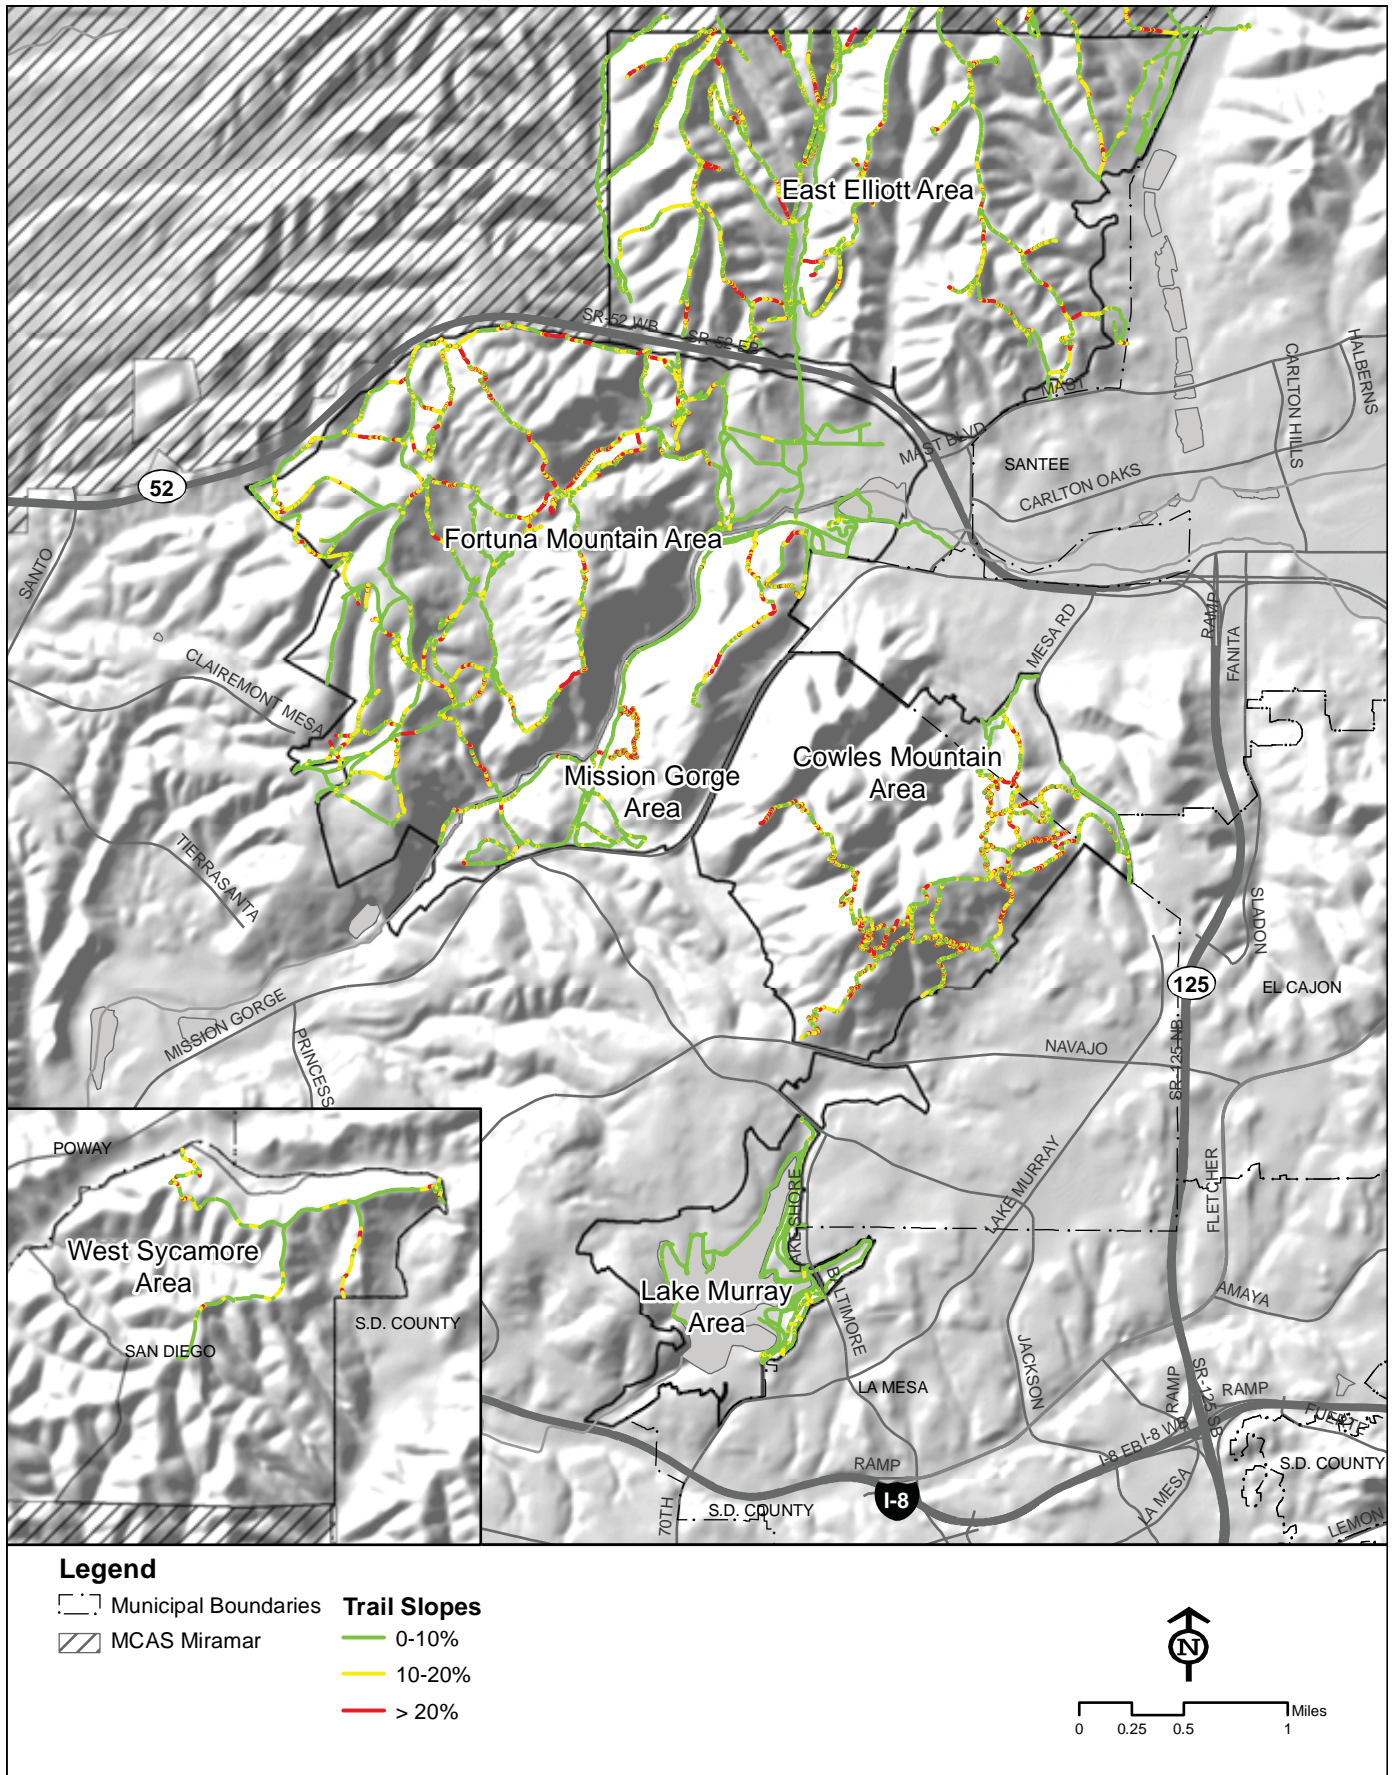 East Elliott Area
SR-52 WB
SR-52 EB
MAST
MAST BLVD
SANTEE
CARLTON OAKS
CARLTON HILLS
HALBERNS
52
SANTO
Fortuna Mountain Area
CLAIREMONT MESA
MESA RD
RAMP
FANITA
Mission Gorge
Area
Cowles Mountain
Area
TIERRASANTA
SLADON
125
EL CAJON
MISSION GORGE
PRINCESS
NAVAJO
SR-125 NB
POWAY
West Sycamore
Area
S.D. COUNTY
SAN DIEGO
LAKE SHORE
LAKE MURRAY
FLETCHER
Lake Murray
Area
BALTIMORE
AMAYA
JACKSON
LA MESA
RAMP
SR-125 SB
RAMP
FUERTE
I-8 EB
I-8 WB
RAMP
I-8
S.D. COUNTY
LA MESA
70TH
S.D. COUNTY
LEMON
Legend
Municipal Boundaries
MCAS Miramar
Trail Slopes
0-10%
10-20%
> 20%
N
Miles
0 0.25 0.5 1